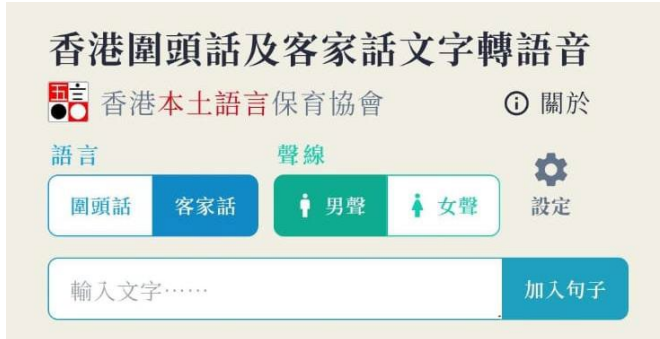 香港圍頭話及客家話文字轉語音
五言 香港本土語言保育協會
關於
語言
聲線
圍頭話 客家話
男聲 女聲
設定
輸入文字……
加入句子